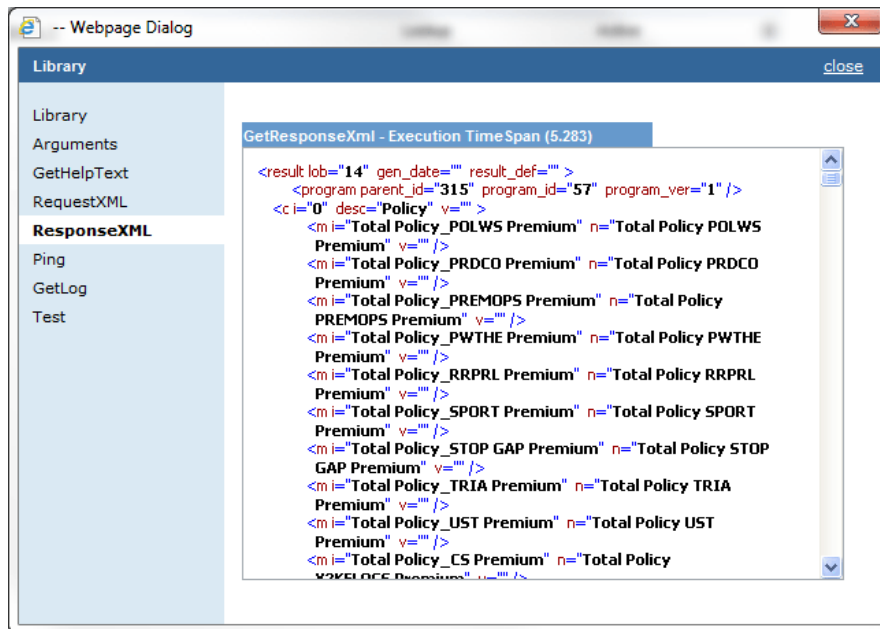 -- Webpage Dialog
Library
close
Library
Arguments
GetHelpText
RequestXML
ResponseXML
Ping
GetLog
Test
GetResponseXml - Execution TimeSpan (5.283)
<result lob="14" gen_date="" result_def="" >
<program parent_id="315" program_id="57" program_ver="1" />
<c i="0" desc="Policy" v="" >
<m i="Total Policy_POLWS Premium" n="Total Policy POLWS
Premium" v="" />
<m i="Total Policy_PRDCO Premium" n="Total Policy PRDCO
Premium" v="" />
<m i="Total Policy_PREMOPS Premium" n="Total Policy
PREMOPS Premium" v="" />
<m i="Total Policy_PWTHE Premium" n="Total Policy PWTHE
Premium" v="" />
<m i="Total Policy_RRPRL Premium" n="Total Policy RRPRL
Premium" v="" />
<m i="Total Policy_SPORT Premium" n="Total Policy SPORT
Premium" v="" />
<m i="Total Policy_STOP GAP Premium" n="Total Policy STOP
GAP Premium" v="" />
<m i="Total Policy_TRIA Premium" n="Total Policy TRIA
Premium" v="" />
<m i="Total Policy_UST Premium" n="Total Policy UST
Premium" v="" />
<m i="Total Policy_CS Premium" n="Total Policy
Premium" v="" />